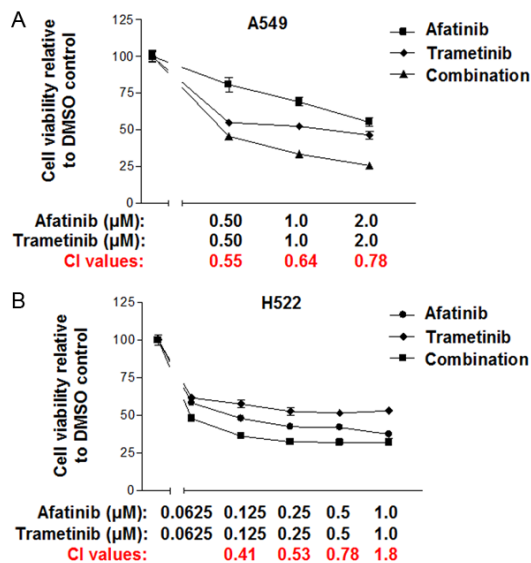 A
A549
Afatinib
Trametinib
Combination
Cell viability relative
to DMSO control
125
100
75
50
25
0
Afatinib (µM): 0.50 1.0 2.0
Trametinib (µM): 0.50 1.0 2.0
CI values: 0.55 0.64 0.78
B
H522
Afatinib
Trametinib
Combination
Cell viability relative
to DMSO control
125
100
75
50
25
0
Afatinib (µM): 0.0625 0.125 0.25 0.5 1.0
Trametinib (µM): 0.0625 0.125 0.25 0.5 1.0
CI values: 0.41 0.53 0.78 1.8